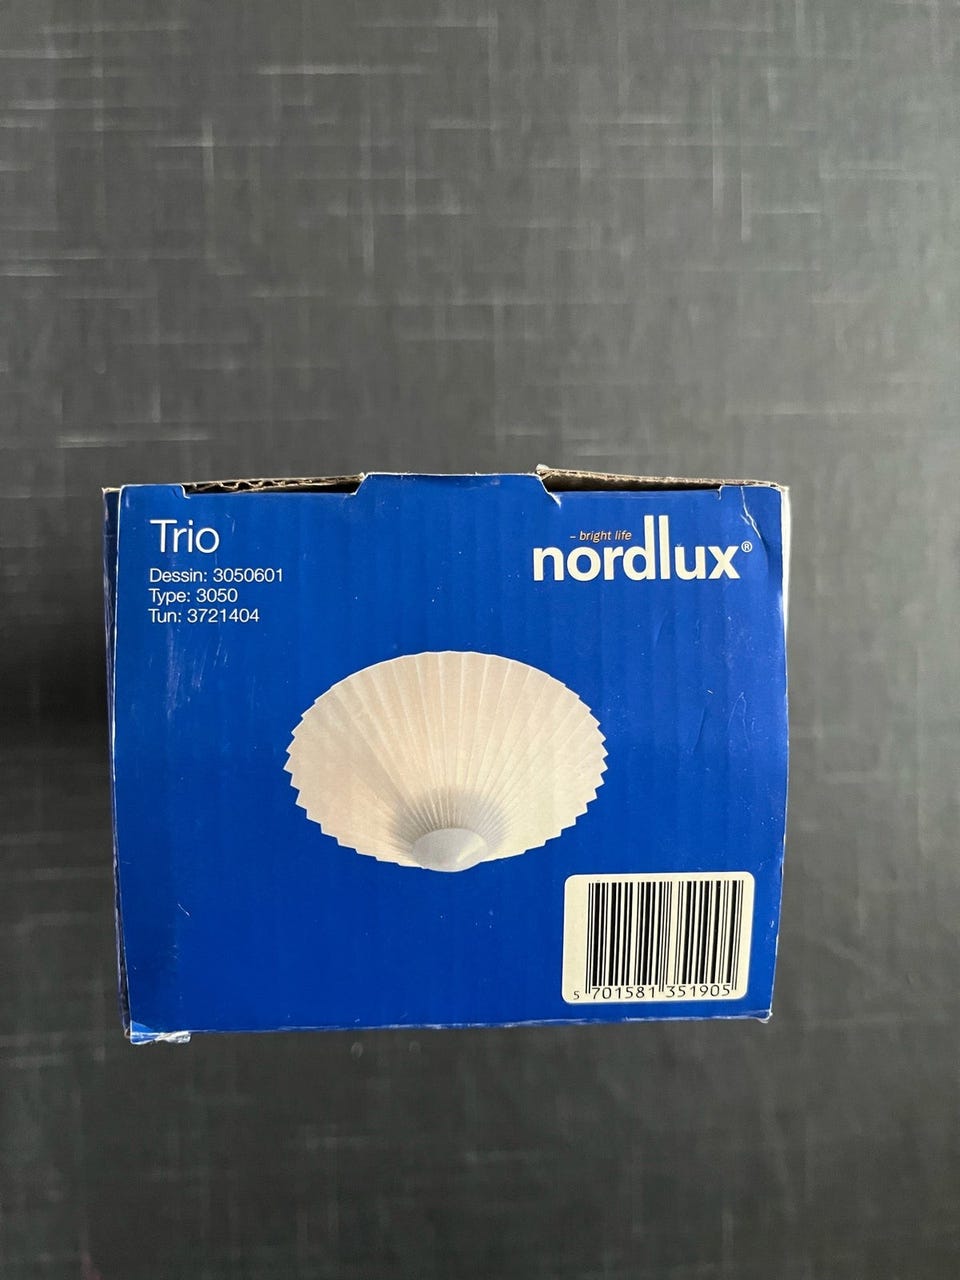 Trio
Dessin: 3050601
Type: 3050
Tun: 3721404
– bright life
nordlux®
5 701581 351905